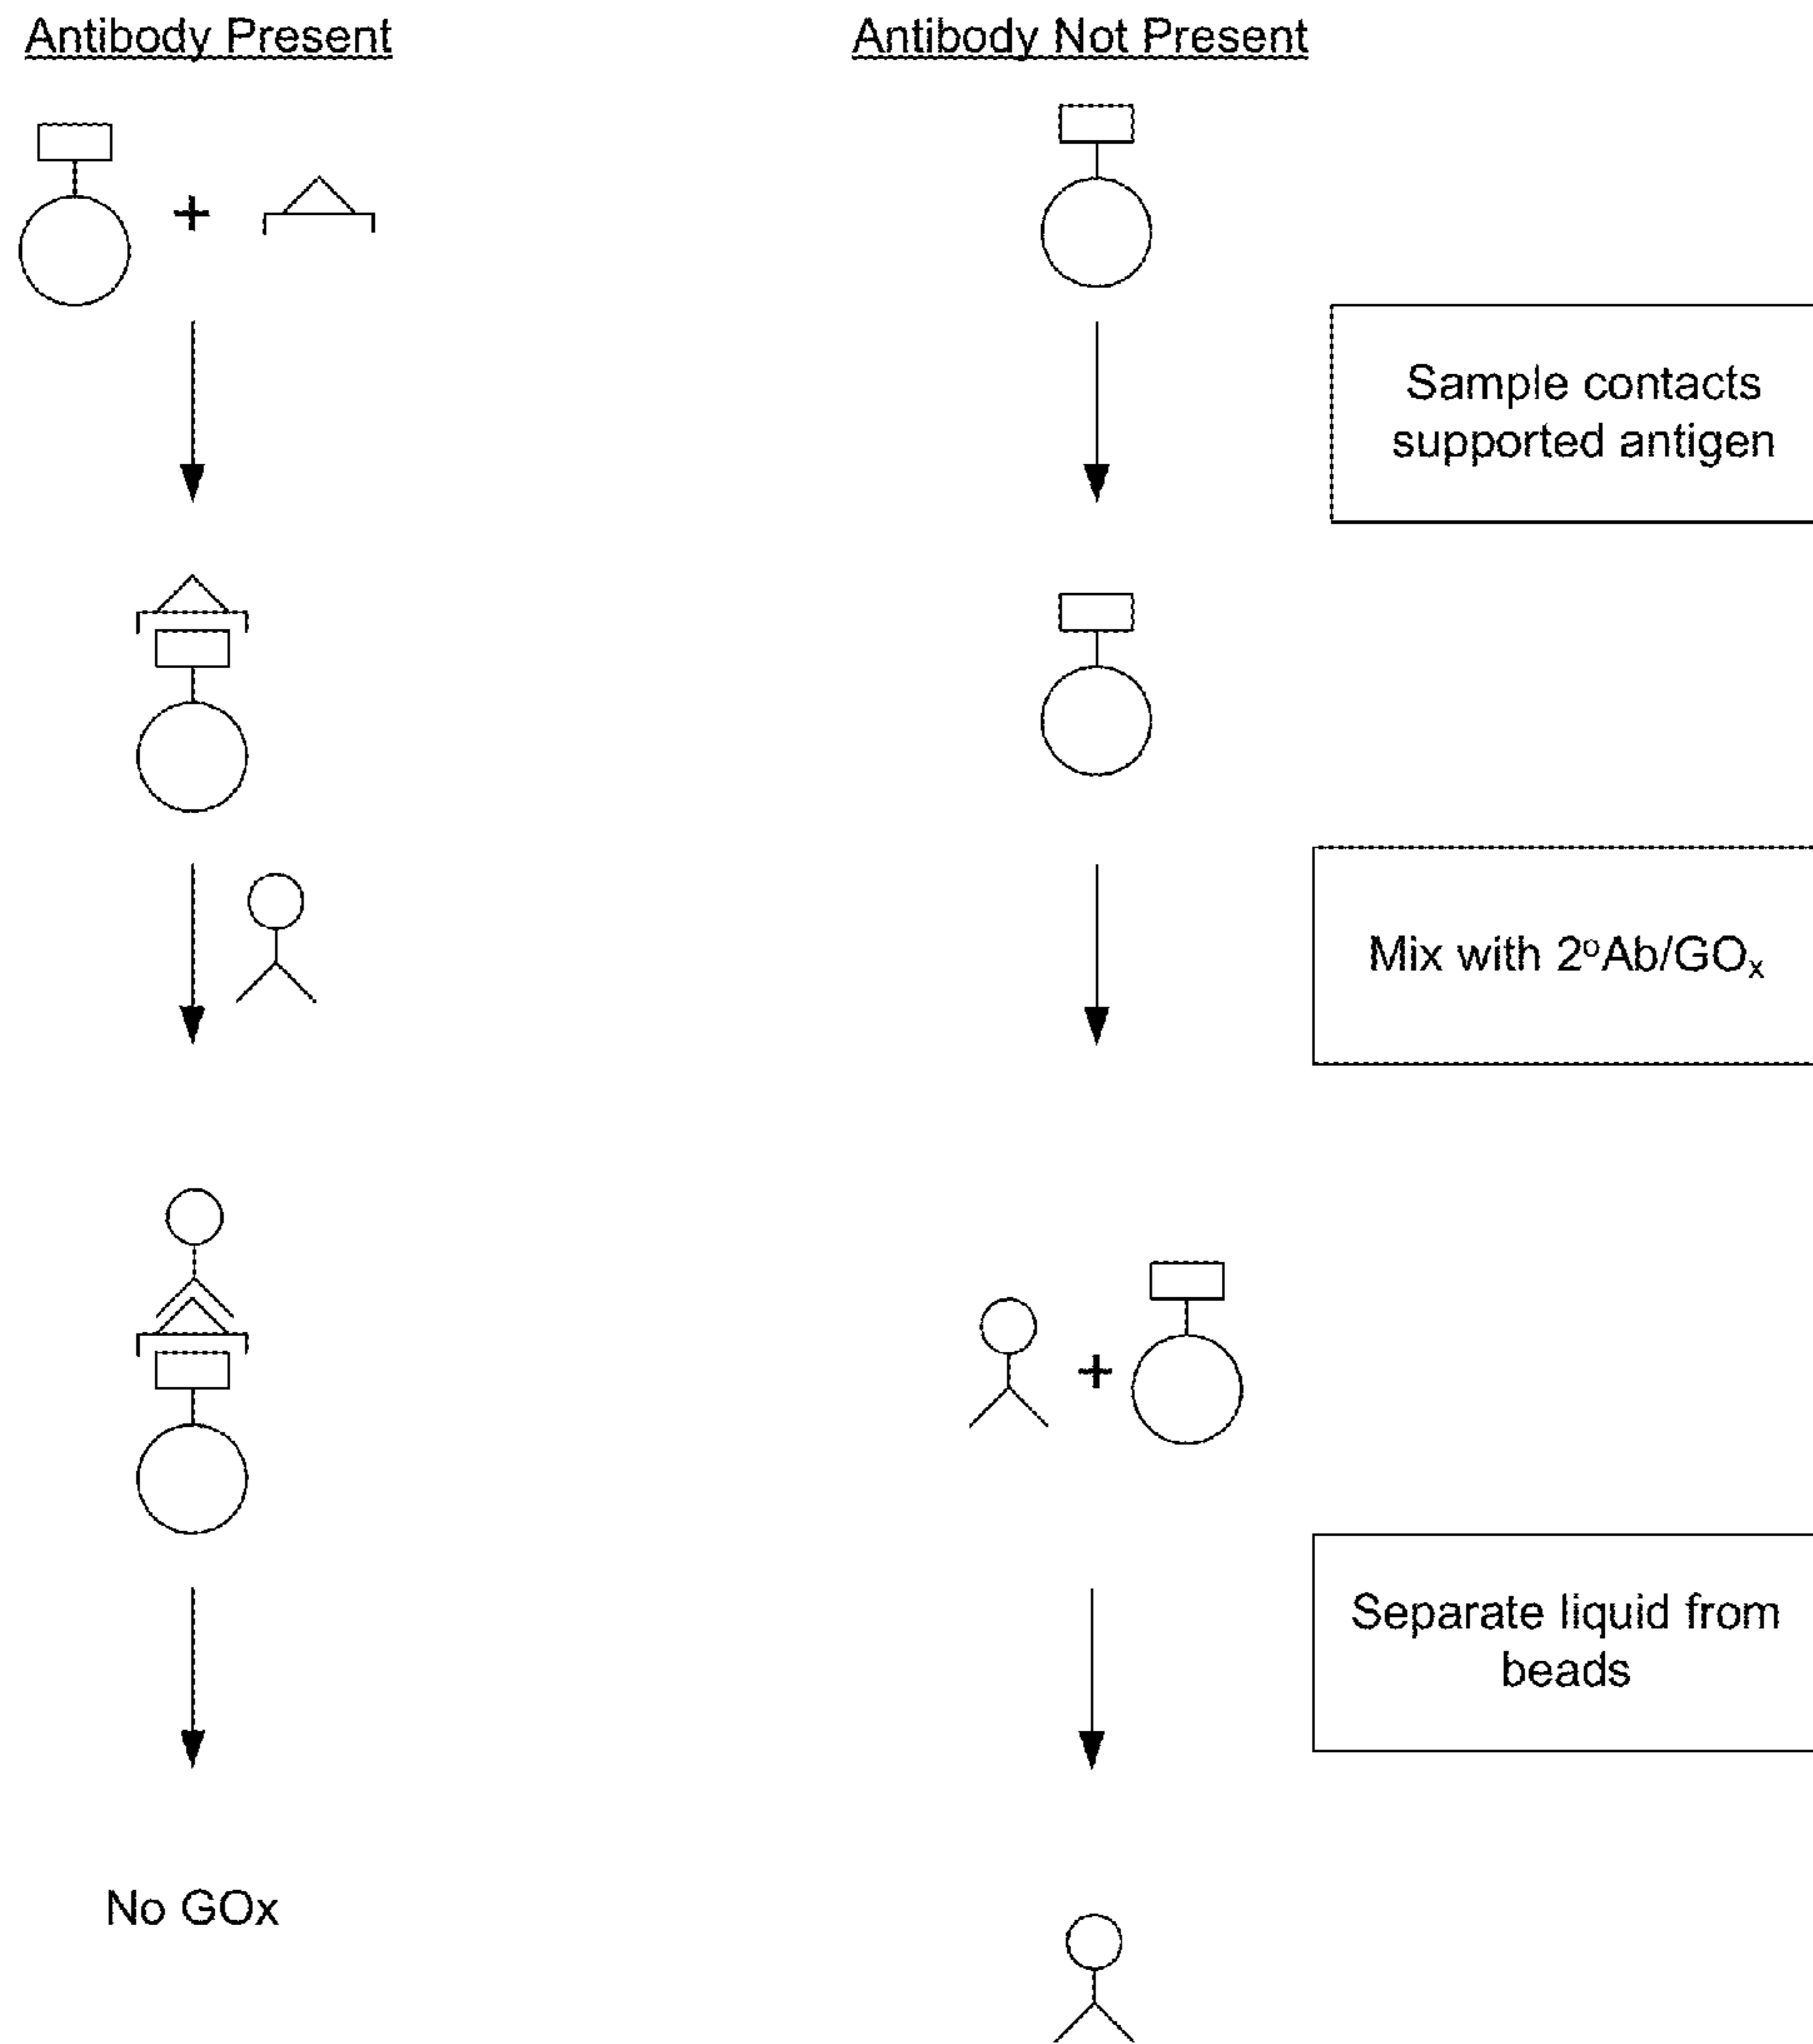 Antibody Present
Antibody Not Present
+
Sample contacts
supported antigen
Mix with 2°Ab/GOₓ
+
Separate liquid from
beads
No GOx